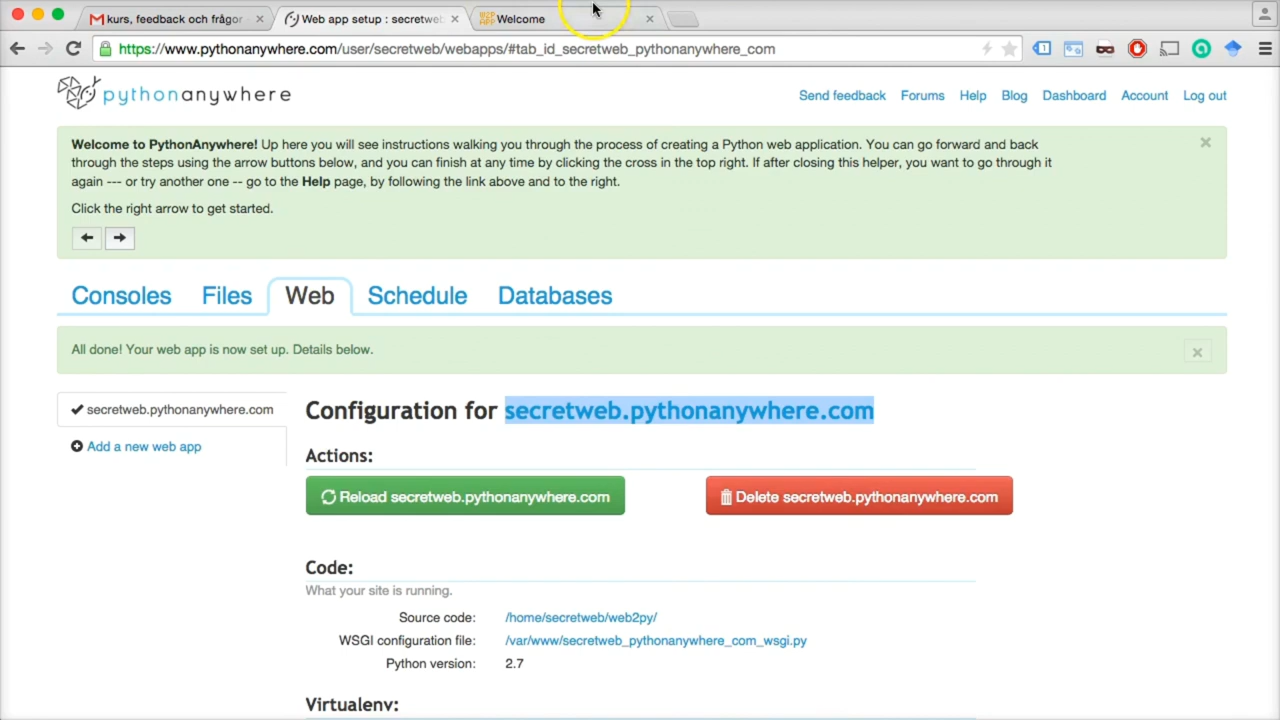 kurs, feedback och frågor
Web app setup : secretweb
Welcome
https://www.pythonanywhere.com/user/secretweb/webapps/#tab_id_secretweb_pythonanywhere_com
pythonanywhere
Send feedback Forums Help Blog Dashboard Account Log out
Welcome to PythonAnywhere! Up here you will see instructions walking you through the process of creating a Python web application. You can go forward and back
through the steps using the arrow buttons below, and you can finish at any time by clicking the cross in the top right. If after closing this helper, you want to go through it
again --- or try another one -- go to the Help page, by following the link above and to the right.
Click the right arrow to get started.
Consoles Files Web Schedule Databases
All done! Your web app is now set up. Details below.
secretweb.pythonanywhere.com
Add a new web app
Configuration for secretweb.pythonanywhere.com
Actions:
Reload secretweb.pythonanywhere.com
Delete secretweb.pythonanywhere.com
Code:
What your site is running.
Source code: /home/secretweb/web2py/
WSGI configuration file: /var/www/secretweb_pythonanywhere_com_wsgi.py
Python version: 2.7
Virtualenv: